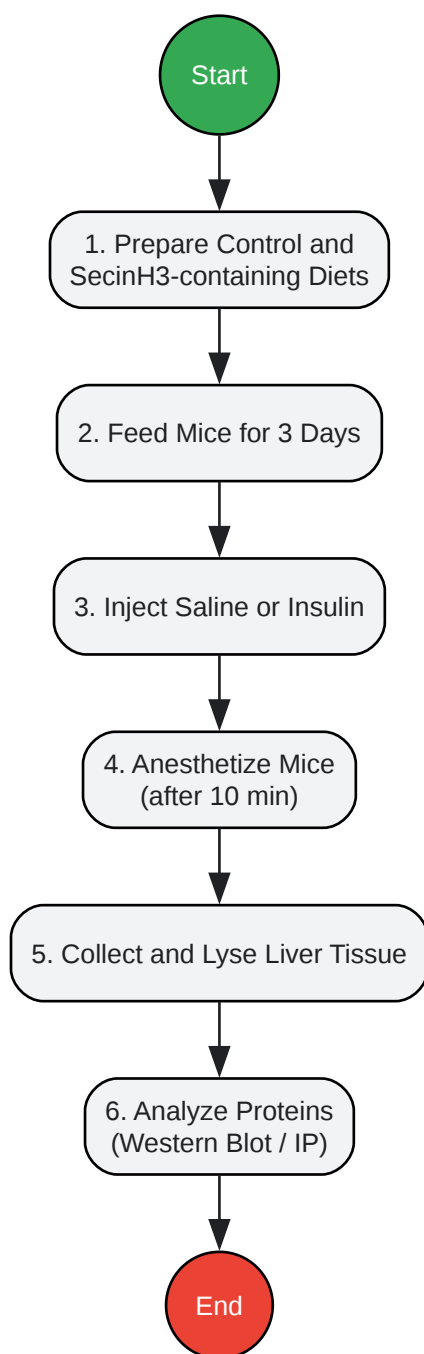 Start
1. Prepare Control and
SecinH3-containing Diets
2. Feed Mice for 3 Days
3. Inject Saline or Insulin
4. Anesthetize Mice
(after 10 min)
5. Collect and Lyse Liver Tissue
6. Analyze Proteins
(Western Blot / IP)
End